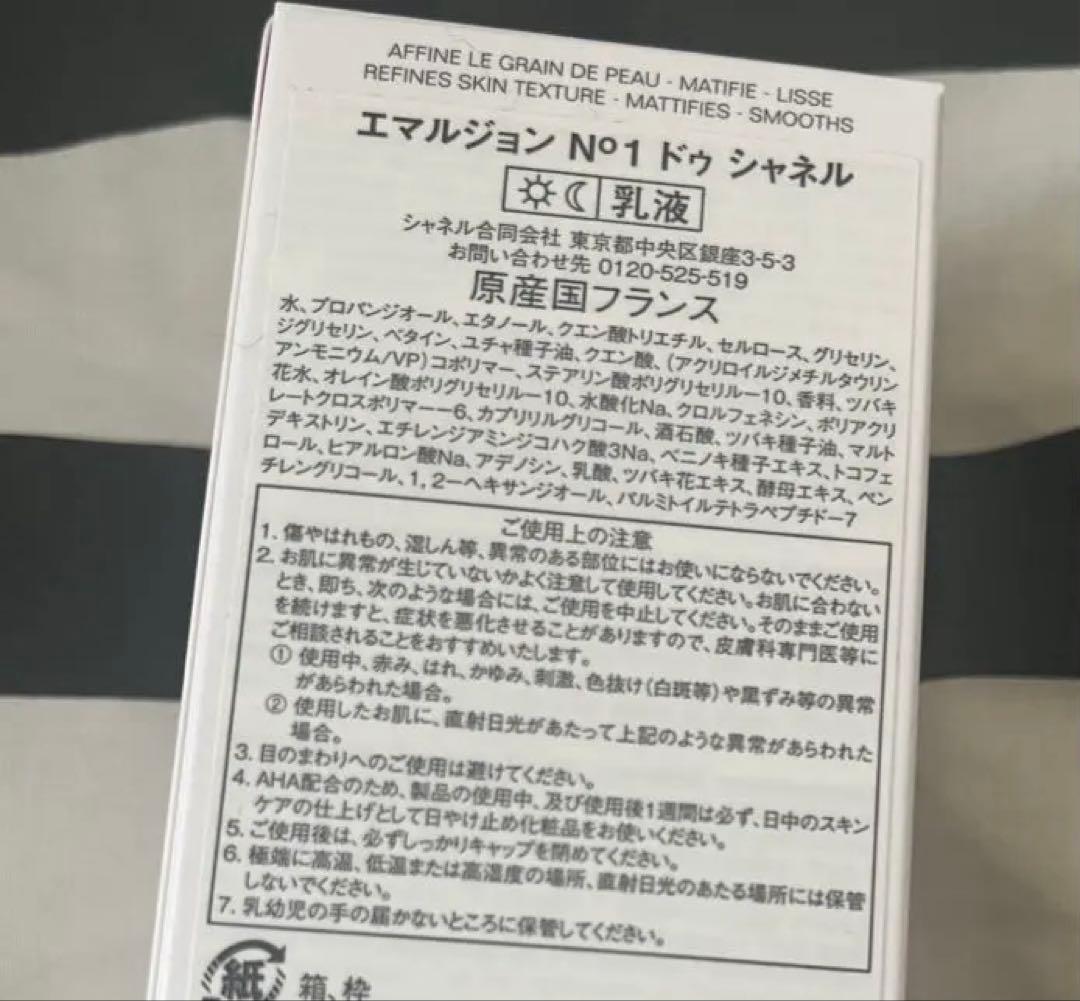 AFFINE LE GRAIN DE PEAU - MATIFIE - LISSE
REFINES SKIN TEXTURE - MATTIFIES - SMOOTHS
エマルジョン Nº1 ドゥ シャネル
乳液
シャネル合同会社 東京都中央区銀座3-5-3
お問い合わせ先 0120-525-519
原産国フランス
水、プロパンジオール、エタノール、クエン酸トリエチル、セルロース、グリセリン、
ジグリセリン、ベタイン、ユチャ種子油、クエン酸、(アクリロイルジメチルタウリン
アンモニウム/VP)コポリマー、ステアリン酸ポリグリセリル－10、香料、ツバキ
花水、オレイン酸ポリグリセリル－10、水酸化Na、クロルフェネシン、ポリアクリ
レートクロスポリマー－6、カプリリルグリコール、酒石酸、ツバキ種子油、マルト
デキストリン、エチレンジアミンジコハク酸3Na、ベニノキ種子エキス、トコフェ
ロール、ヒアルロン酸Na、アデノシン、乳酸、ツバキ花エキス、酵母エキス、ペン
チレングリコール、1，2－ヘキサンジオール、パルミトイルテトラペプチド－7
ご使用上の注意
1. 傷やはれもの、湿しん等、異常のある部位にはお使いにならないでください。
2. お肌に異常が生じていないかよく注意して使用してください。お肌に合わない
とき、即ち、次のような場合には、ご使用を中止してください。そのままご使用
を続けますと、症状を悪化させることがありますので、皮膚科専門医等に
ご相談されることをおすすめいたします。
① 使用中、赤み、はれ、かゆみ、刺激、色抜け(白斑等)や黒ずみ等の異常
があらわれた場合。
② 使用したお肌に、直射日光があたって上記のような異常があらわれた
場合。
3. 目のまわりへのご使用は避けてください。
4. AHA配合のため、製品の使用中、及び使用後1週間は必ず、日中のスキン
ケアの仕上げとして日やけ止め化粧品をお使いください。
5. ご使用後は、必ずしっかりキャップを閉めてください。
6. 極端に高温、低温または高湿度の場所、直射日光のあたる場所には保管
しないでください。
7. 乳幼児の手の届かないところに保管してください。
紙 箱、枠